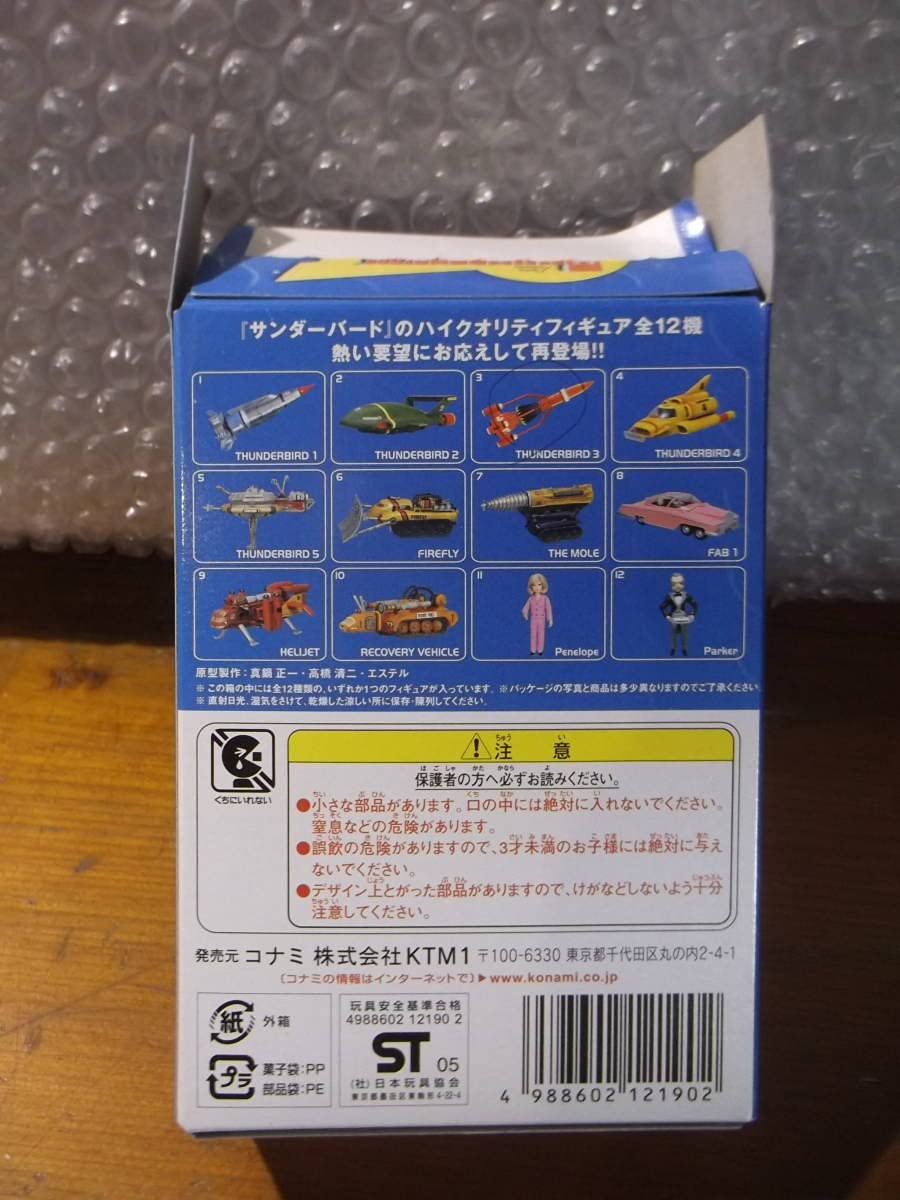 『サンダーバード』のハイクオリティフィギュア全12機
熱い要望にお応えして再登場!!
1
THUNDERBIRD 1
2
THUNDERBIRD 2
3
THUNDERBIRD 3
4
THUNDERBIRD 4
5
THUNDERBIRD 5
6
FIREFLY
7
THE MOLE
8
FAB 1
9
HELIJET
10
RECOVERY VEHICLE
11
Penelope
12
Parker
原型製作：真鍋 正一・高橋 清二・エステル
※ この箱の中には全12種類の、いずれか1つのフィギュアが入っています。※ パッケージの写真と商品は多少異なりますのでご了承ください。
※ 直射日光、湿気をさけて、乾燥した涼しい所に保存・陳列してください。
くちにいれない
注意
保護者の方へ必ずお読みください。
●小さな部品があります。口の中には絶対に入れないでください。
窒息などの危険があります。
●誤飲の危険がありますので、3才未満のお子様には絶対に与え
ないでください。
●デザイン上とがった部品がありますので、けがなどしないよう十分
注意してください。
発売元 コナミ 株式会社 KTM1 〒100-6330 東京都千代田区丸の内2-4-1
〔コナミの情報はインターネットで〕▶www.konami.co.jp
紙 外箱
プラ 菓子袋：PP
部品袋：PE
玩具安全基準合格
4988602 12190 2
ST 05
(社)日本玩具協会
東京都墨田区東駒形4-22-4
4 988602 121902